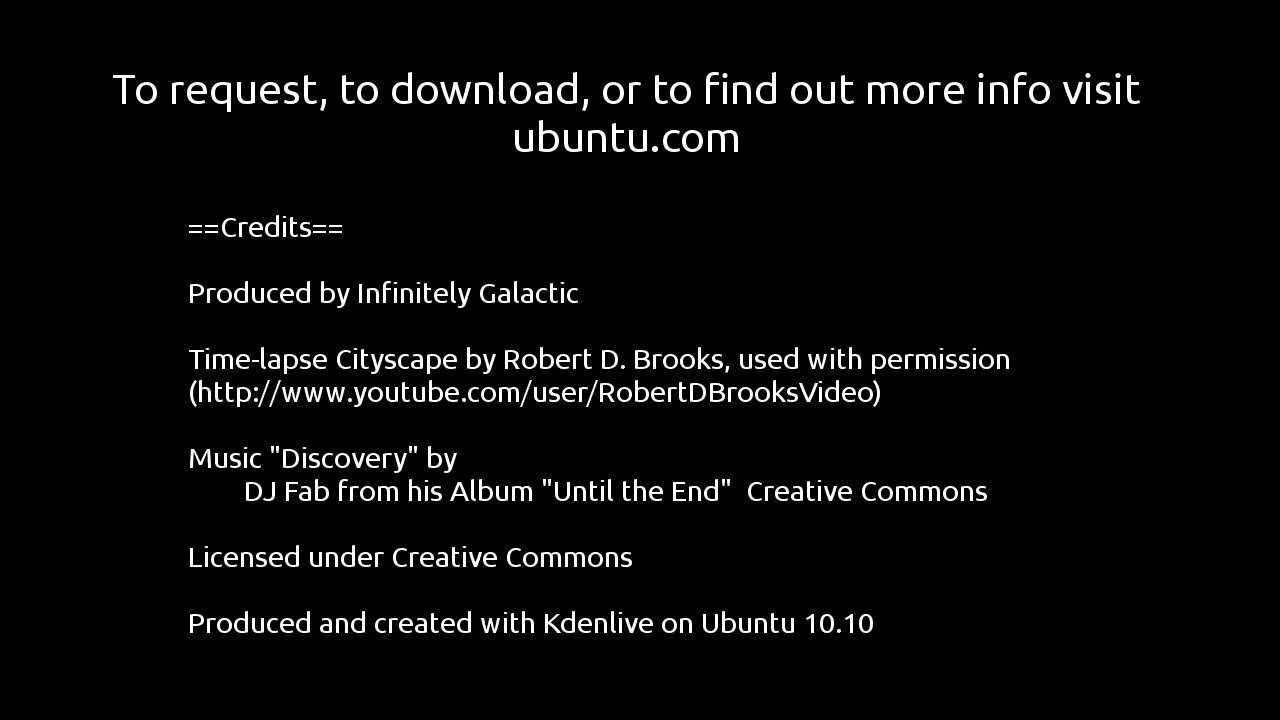 To request, to download, or to find out more info visit
ubuntu.com
==Credits==
Produced by Infinitely Galactic
Time-lapse Cityscape by Robert D. Brooks, used with permission
(http://www.youtube.com/user/RobertDBrooksVideo)
Music "Discovery" by
DJ Fab from his Album "Until the End"  Creative Commons
Licensed under Creative Commons
Produced and created with Kdenlive on Ubuntu 10.10